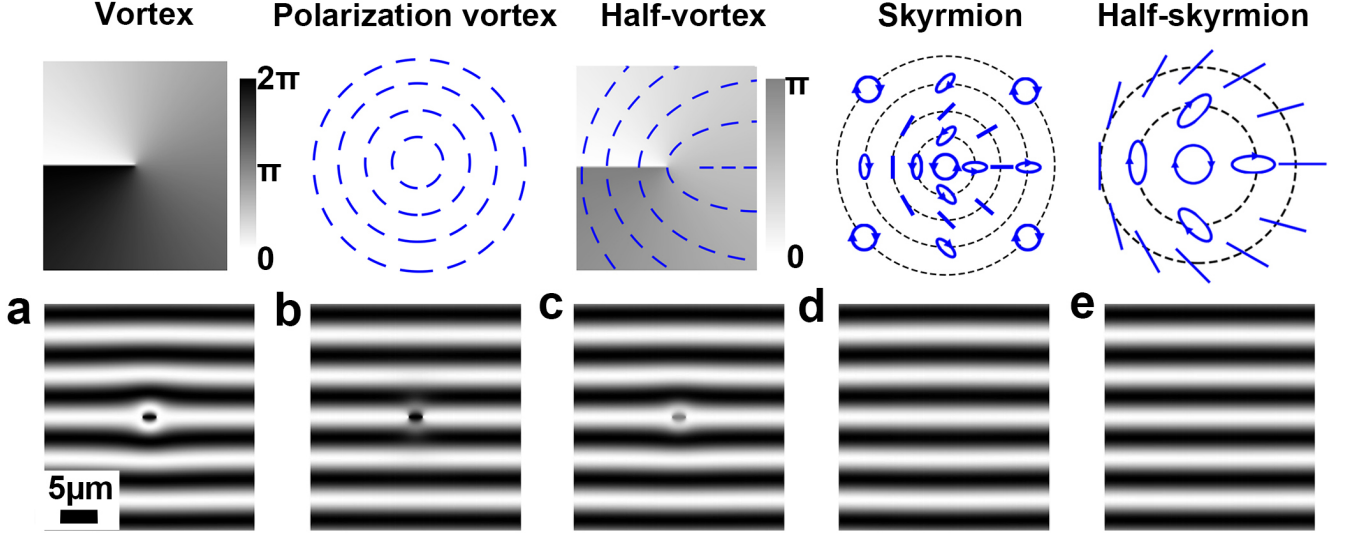 Vortex
Polarization vortex
Half-vortex
Skyrmion
Half-skyrmion
2π
π
0
π
0
a
b
c
d
e
5μm